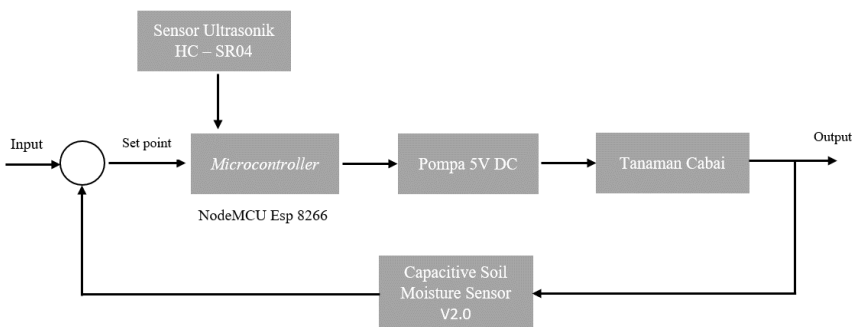 Sensor Ultrasonik
HC – SR04
Input
Set point
Microcontroller
NodeMCU Esp 8266
Pompa 5V DC
Tanaman Cabai
Output
Capacitive Soil
Moisture Sensor
V2.0